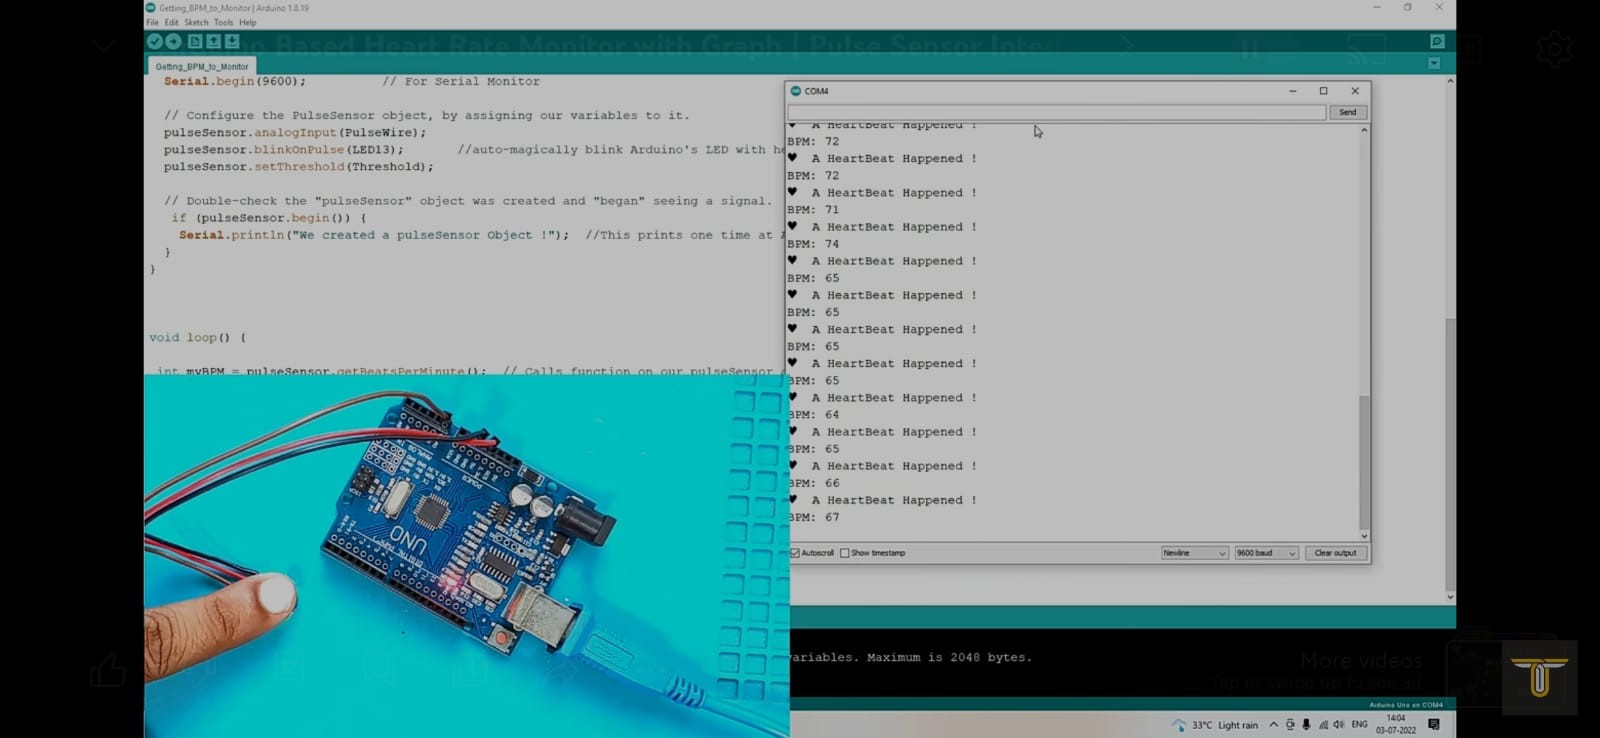 Getting_BPM_to_Monitor | Arduino 1.8.19
File Edit Sketch Tools Help
Based Heart Rate Monitor with Graph | Pulse Sensor Inte
Getting_BPM_to_Monitor
Serial.begin(9600); // For Serial Monitor
// Configure the PulseSensor object, by assigning our variables to it.
pulseSensor.analogInput(PulseWire);
pulseSensor.blinkOnPulse(LED13); //auto-magically blink Arduino's LED with he
pulseSensor.setThreshold(Threshold);
// Double-check the "pulseSensor" object was created and "began" seeing a signal.
if (pulseSensor.begin()) {
Serial.println("We created a pulseSensor Object !"); //This prints one time at A
}
}
void loop() {
int myBPM = pulseSensor.getBeatsPerMinute(); // Calls function on our pulseSensor
COM4
Send
♥ A HeartBeat Happened !
BPM: 72
♥ A HeartBeat Happened !
BPM: 72
♥ A HeartBeat Happened !
BPM: 71
♥ A HeartBeat Happened !
BPM: 74
♥ A HeartBeat Happened !
BPM: 65
♥ A HeartBeat Happened !
BPM: 65
♥ A HeartBeat Happened !
BPM: 65
♥ A HeartBeat Happened !
BPM: 65
♥ A HeartBeat Happened !
BPM: 64
♥ A HeartBeat Happened !
BPM: 65
♥ A HeartBeat Happened !
BPM: 66
♥ A HeartBeat Happened !
BPM: 67
Autoscroll Show timestamp Newline 9600 baud Clear output
UNO
variables. Maximum is 2048 bytes.
More videos
Tap or swipe up to see all
Arduino Uno on COM4
33°C Light rain ENG 14:04
03-07-2022